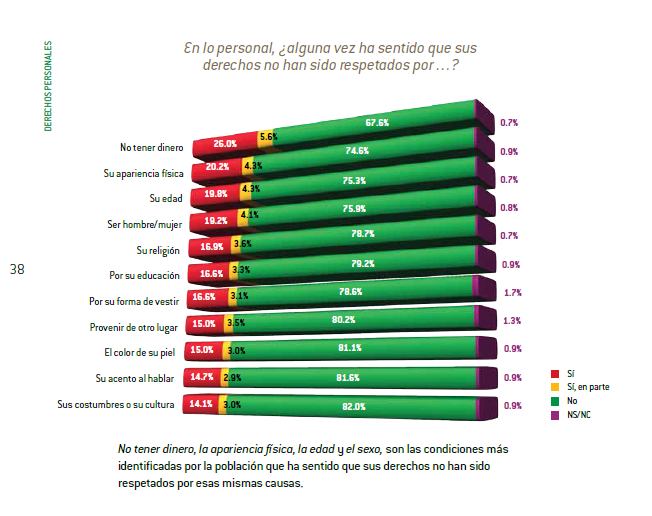 DERECHOS PERSONALES
En lo personal, ¿alguna vez ha sentido que sus
derechos no han sido respetados por...?
No tener dinero 26.0% 5.6% 67.6% 0.7%
Su apariencia física 20.2% 4.3% 74.6% 0.9%
Su edad 19.8% 4.3% 75.3% 0.7%
Ser hombre/mujer 19.2% 4.1% 75.9% 0.8%
Su religión 16.9% 3.6% 78.7% 0.7%
Por su educación 16.6% 3.3% 79.2% 0.9%
Por su forma de vestir 16.6% 3.1% 78.6% 1.7%
Provenir de otro lugar 15.0% 3.5% 80.2% 1.3%
El color de su piel 15.0% 3.0% 81.1% 0.9%
Su acento al hablar 14.7% 2.9% 81.6% 0.9%
Sus costumbres o su cultura 14.1% 3.0% 82.0% 0.9%
38
Sí
Sí, en parte
No
NS/NC
No tener dinero, la apariencia física, la edad y el sexo, son las condiciones más
identificadas por la población que ha sentido que sus derechos no han sido
respetados por esas mismas causas.